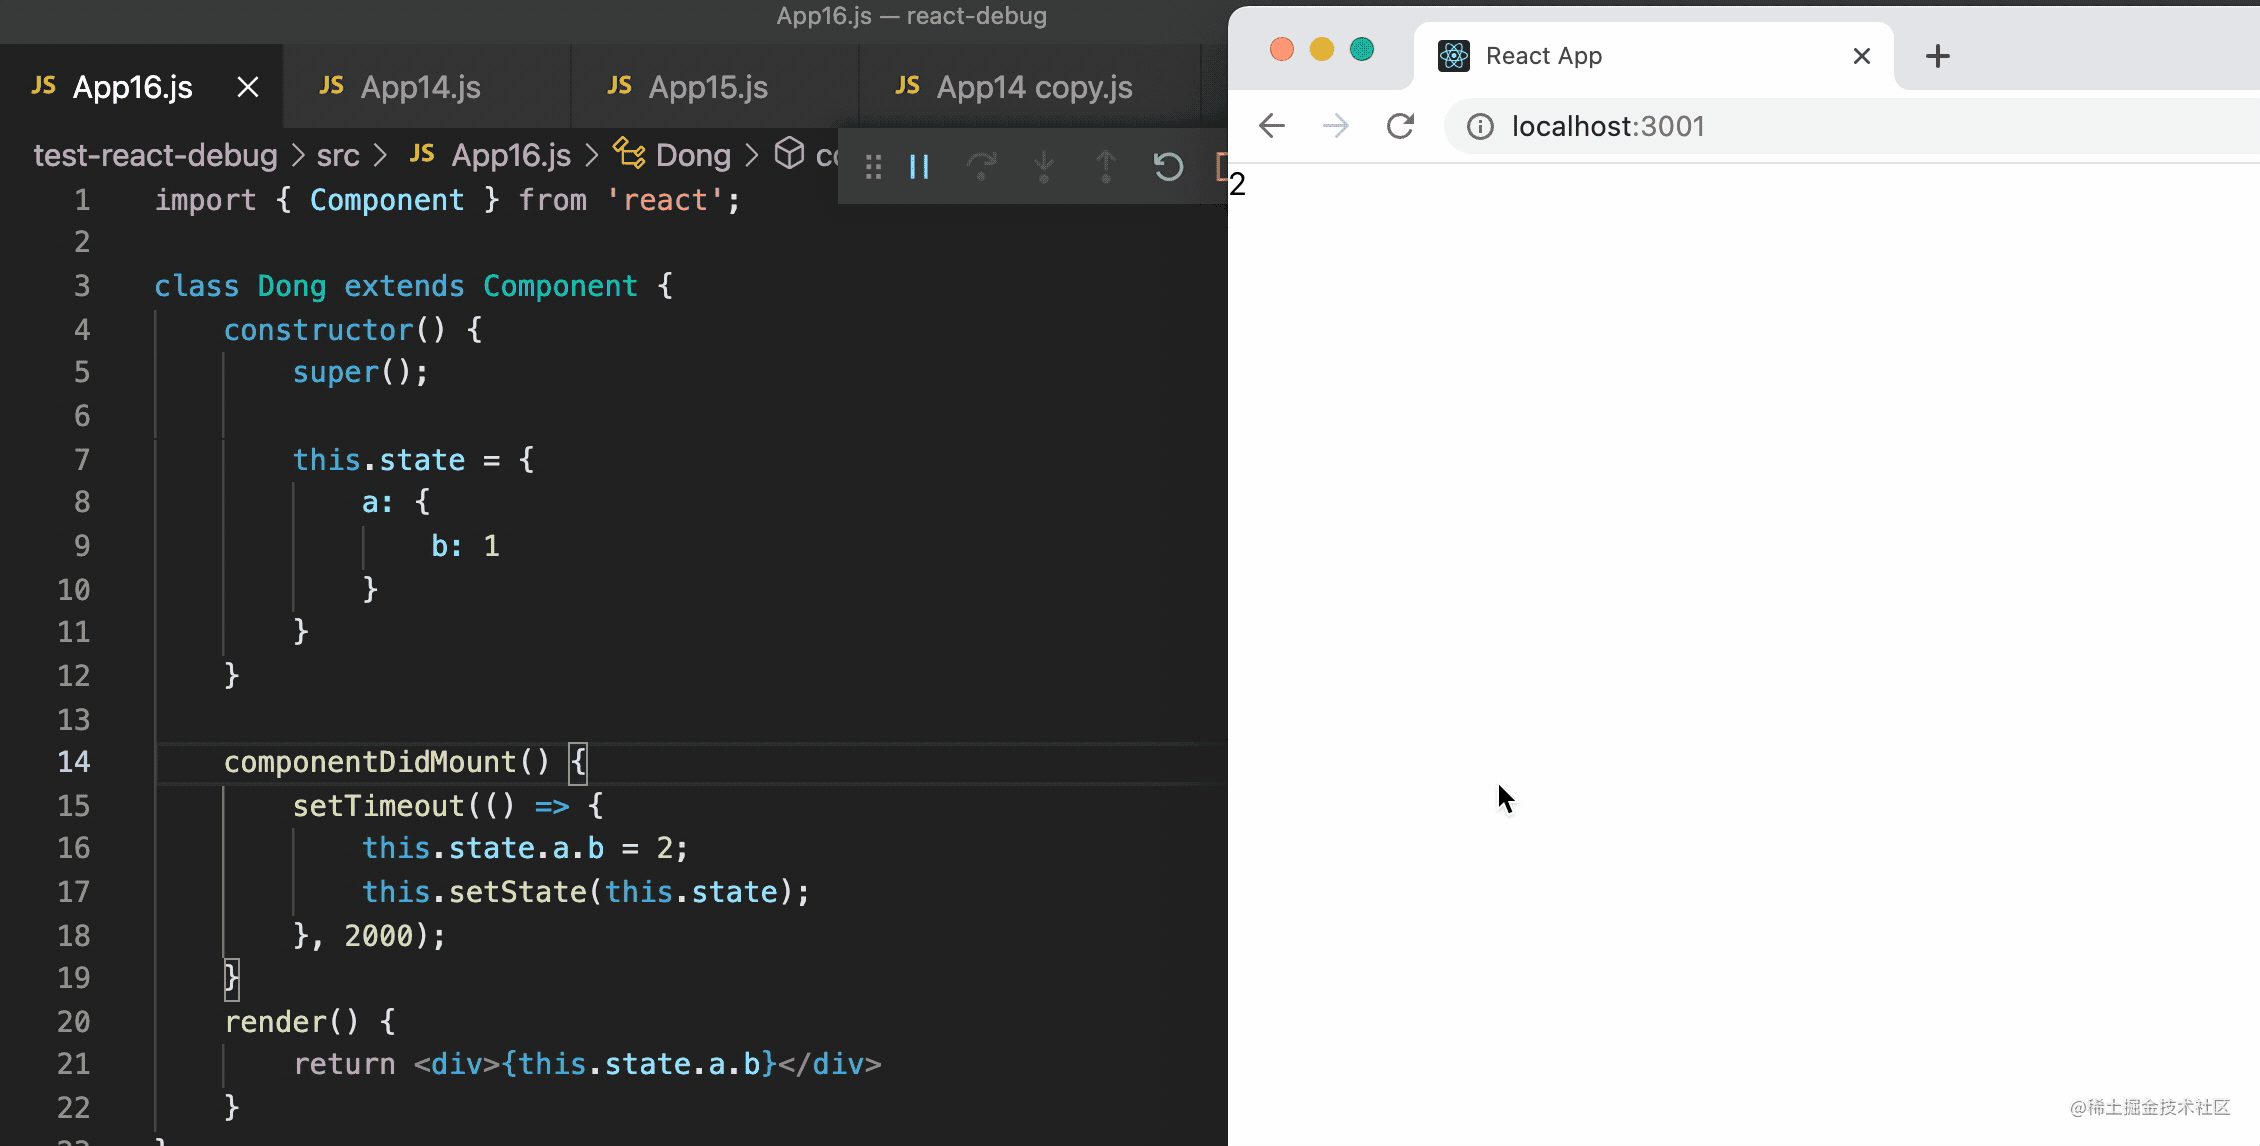 App16.js — react-debug
JS App16.js
JS App14.js
JS App15.js
JS App14 copy.js
test-react-debug > src > JS App16.js > Dong >
1 import { Component } from 'react';
2
3 class Dong extends Component {
4 constructor() {
5 super();
6
7 this.state = {
8 a: {
9 b: 1
10 }
11 }
12 }
13
14 componentDidMount() {
15 setTimeout(() => {
16 this.state.a.b = 2;
17 this.setState(this.state);
18 }, 2000);
19 }
20 render() {
21 return <div>{this.state.a.b}</div>
22 }
React App
localhost:3001
2
@稀土掘金技术社区